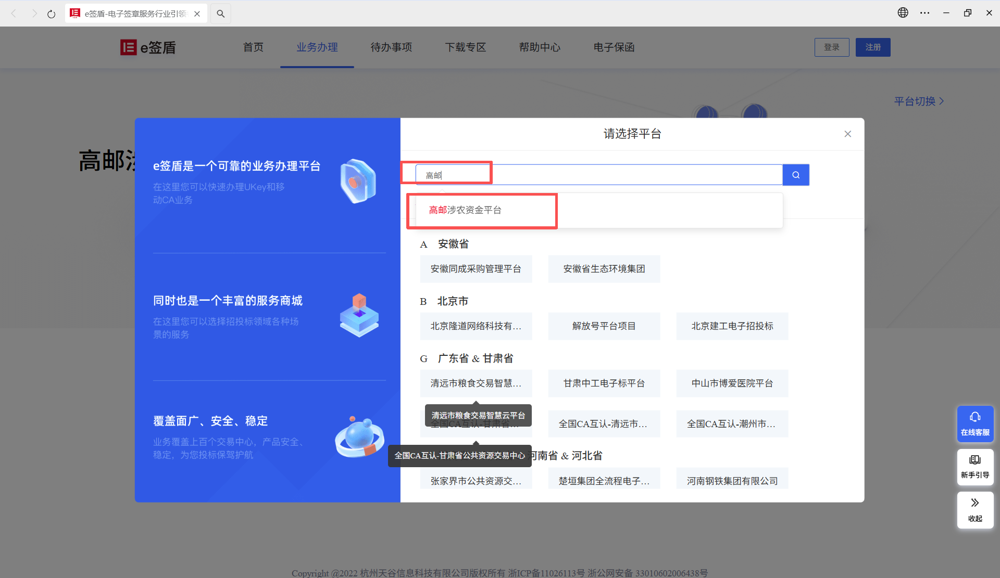 e签盾-电子签章服务行业引领
e签盾
首页
业务办理
待办事项
下载专区
帮助中心
电子保函
登录
注册
平台切换
高邮涉
e签盾是一个可靠的业务办理平台
在这里您可以快速办理UKey和移
动CA业务
同时也是一个丰富的服务商城
在这里您可以选择招投标领域各种场
景的服务
覆盖面广、安全、稳定
业务覆盖上百个交易中心，产品安全、
稳定，为您投标保驾护航
请选择平台
高邮
高邮涉农资金平台
A 安徽省
安徽同成采购管理平台
安徽省生态环境集团
B 北京市
北京隆道网络科技有...
解放号平台项目
北京建工电子招投标
G 广东省 & 甘肃省
清远市粮食交易智慧...
甘肃中工电子标平台
中山市博爱医院平台
清远市粮食交易智慧云平台
全国CA互认-甘肃省...
全国CA互认-清远市...
全国CA互认-潮州市...
全国CA互认-甘肃省公共资源交易中心
河南省 & 河北省
张家界市公共资源交...
楚垣集团全流程电子...
河南钢铁集团有限公司
在线客服
新手引导
收起
Copyright @2022 杭州天谷信息科技有限公司版权所有 浙ICP备11026113号 浙公网安备 33010602006438号